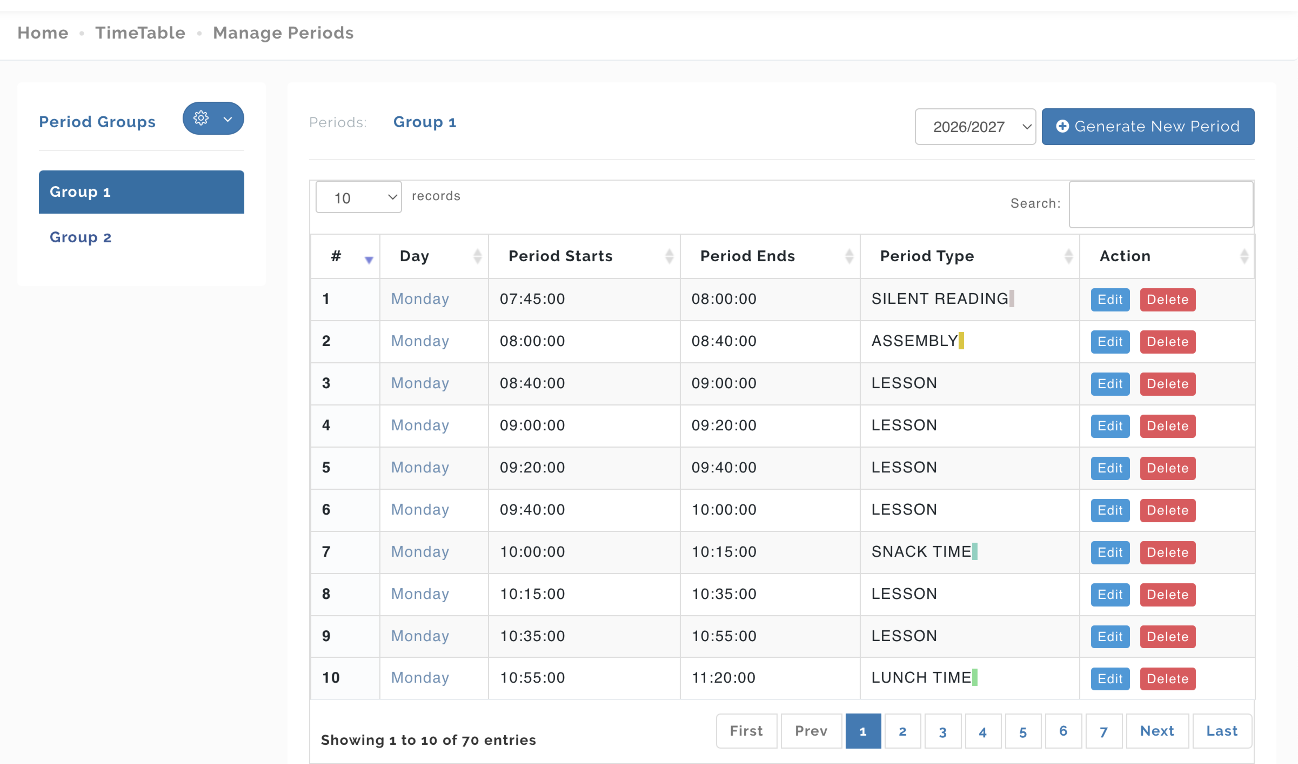 Home • TimeTable • Manage Periods
Period Groups
Group 1
Group 2
Periods: Group 1 2026/2027 Generate New Period
10 records Search:
# Day Period Starts Period Ends Period Type Action
1 Monday 07:45:00 08:00:00 SILENT READING Edit Delete
2 Monday 08:00:00 08:40:00 ASSEMBLY Edit Delete
3 Monday 08:40:00 09:00:00 LESSON Edit Delete
4 Monday 09:00:00 09:20:00 LESSON Edit Delete
5 Monday 09:20:00 09:40:00 LESSON Edit Delete
6 Monday 09:40:00 10:00:00 LESSON Edit Delete
7 Monday 10:00:00 10:15:00 SNACK TIME Edit Delete
8 Monday 10:15:00 10:35:00 LESSON Edit Delete
9 Monday 10:35:00 10:55:00 LESSON Edit Delete
10 Monday 10:55:00 11:20:00 LUNCH TIME Edit Delete
Showing 1 to 10 of 70 entries First Prev 1 2 3 4 5 6 7 Next Last